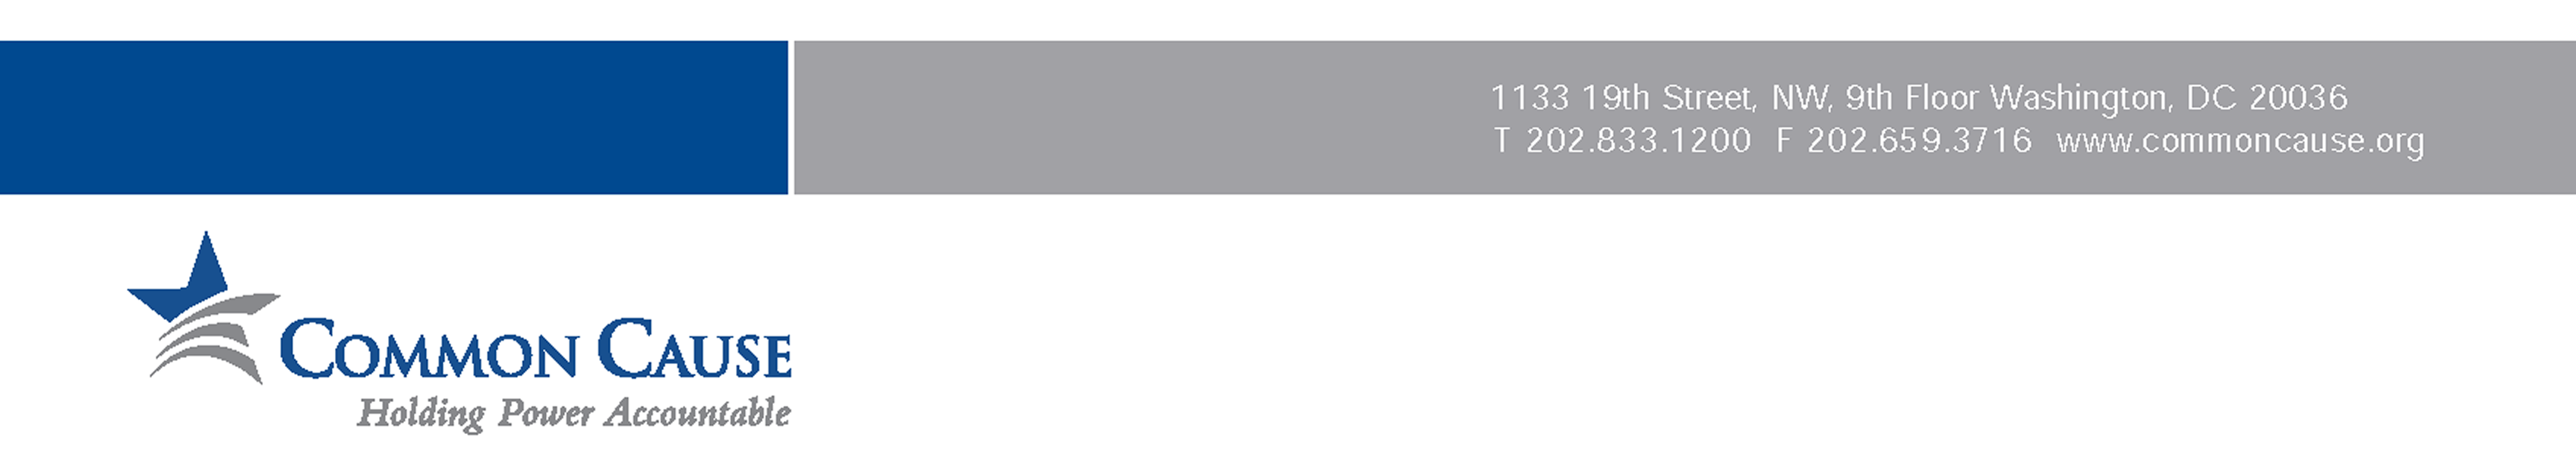 1133 19th Street, NW, 9th Floor Washington, DC 20036
T 202.833.1200 F 202.659.3716 www.commoncause.org
COMMON CAUSE
Holding Power Accountable